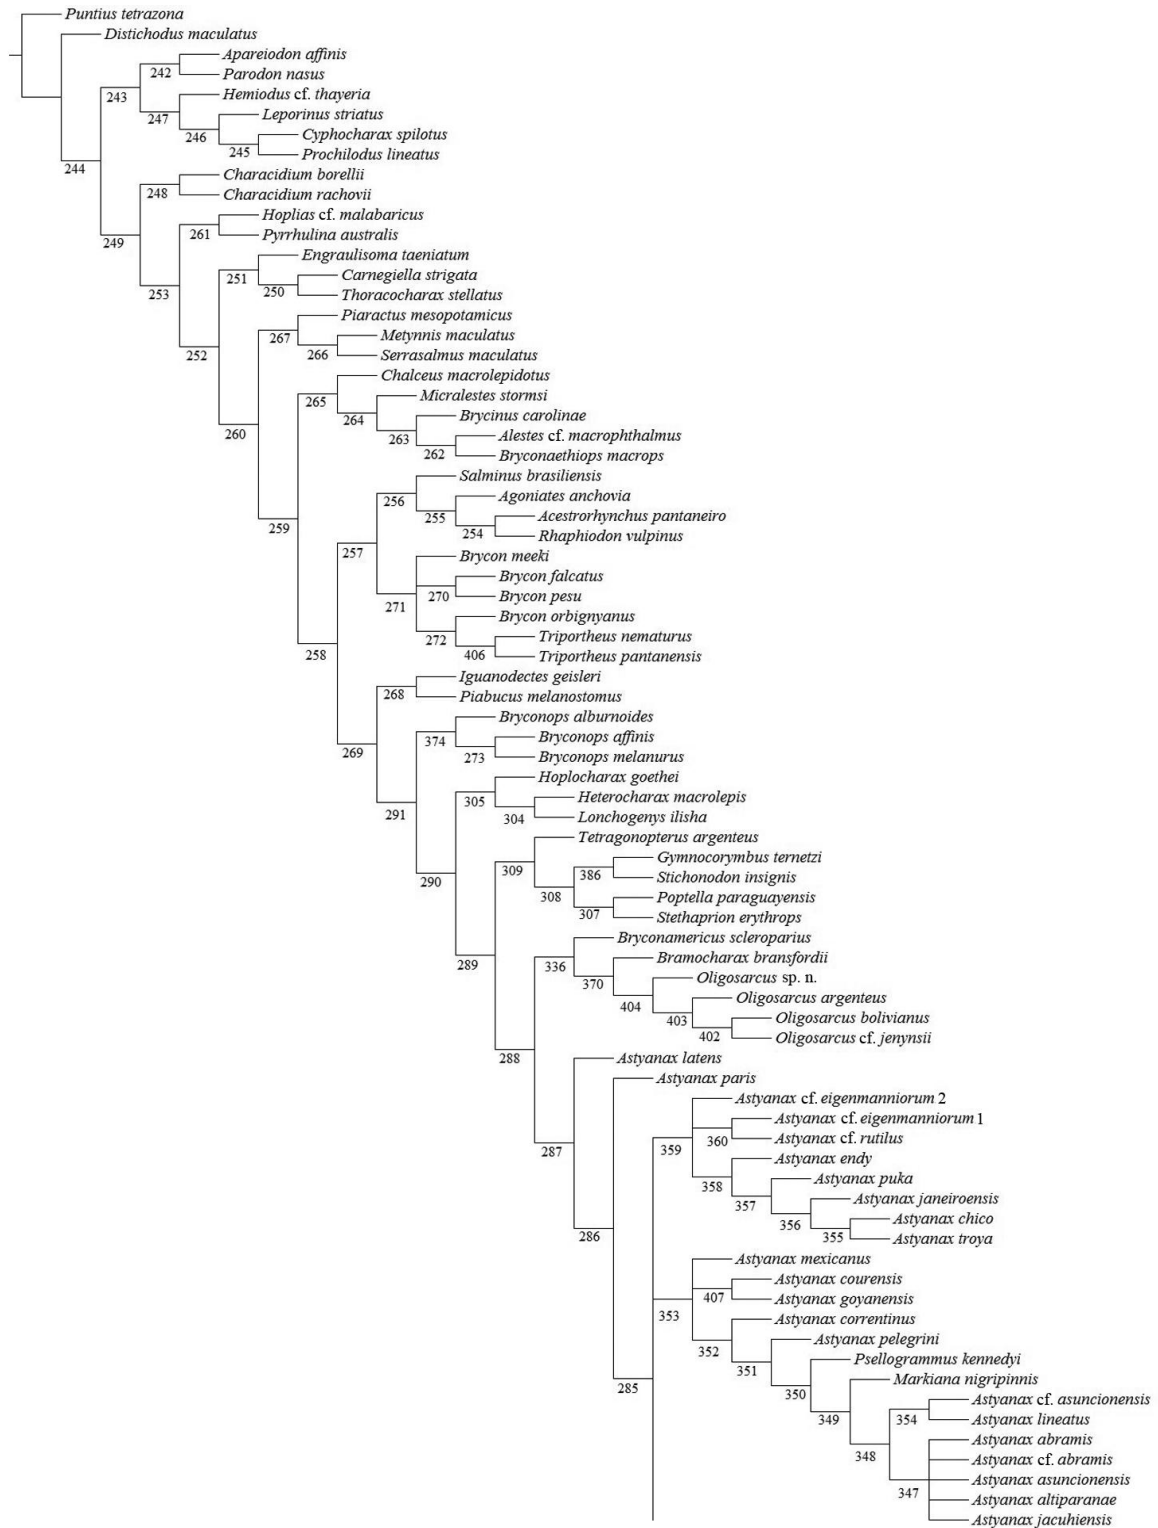 Puntius tetrazona
Distichodus maculatus
Apareiodon affinis
242
Parodon nasus
243
Hemiodus cf. thayeria
247
Leporinus striatus
246
Cyphocharax spilotus
245
Prochilodus lineatus
244
Characidium borellii
248
Characidium rachovii
Hoplias cf. malabaricus
261
Pyrrhulina australis
249
Engraulisoma taeniatum
251
Carnegiella strigata
250
Thoracocharax stellatus
253
Piaractus mesopotamicus
267
Metynnis maculatus
266
Serrasalmus maculatus
252
Chalceus macrolepidotus
265
Micralestes stormsi
264
Brycinus carolinae
263
Alestes cf. macrophthalmus
262
Bryconaethiops macrops
260
Salminus brasiliensis
256
Agoniates anchovia
255
Acestrorhynchus pantaneiro
254
Rhaphiodon vulpinus
259
257
Brycon meeki
Brycon falcatus
270
Brycon pesu
271
Brycon orbignyanus
272
Triportheus nematurus
406
Triportheus pantanensis
258
Iguanodectes geisleri
268
Piabucus melanostomus
Bryconops alburnoides
374
Bryconops affinis
273
Bryconops melanurus
269
Hoplocharax goethei
305
Heterocharax macrolepis
304
Lonchogenys ilisha
291
Tetragonopterus argenteus
309
Gymnocorymbus ternetzi
386
Stichonodon insignis
308
Poptella paraguayensis
307
Stethaprion erythrops
290
Bryconamericus scleroparius
336
Bramocharax bransfordii
370
Oligosarcus sp. n.
404
Oligosarcus argenteus
403
Oligosarcus bolivianus
402
Oligosarcus cf. jenynsii
289
288
Astyanax latens
Astyanax paris
Astyanax cf. eigenmanniorum 2
Astyanax cf. eigenmanniorum 1
360
Astyanax cf. rutilus
359
287
Astyanax endy
358
Astyanax puka
357
Astyanax janeiroensis
356
Astyanax chico
355
Astyanax troya
286
Astyanax mexicanus
Astyanax courensis
407
Astyanax goyanensis
353
Astyanax correntinus
352
Astyanax pelegrini
351
Psellogrammus kennedyi
350
Markiana nigripinnis
349
285
Astyanax cf. asuncionensis
354
Astyanax lineatus
348
Astyanax abramis
Astyanax cf. abramis
Astyanax asuncionensis
347
Astyanax altiparanae
Astyanax jacuhiensis